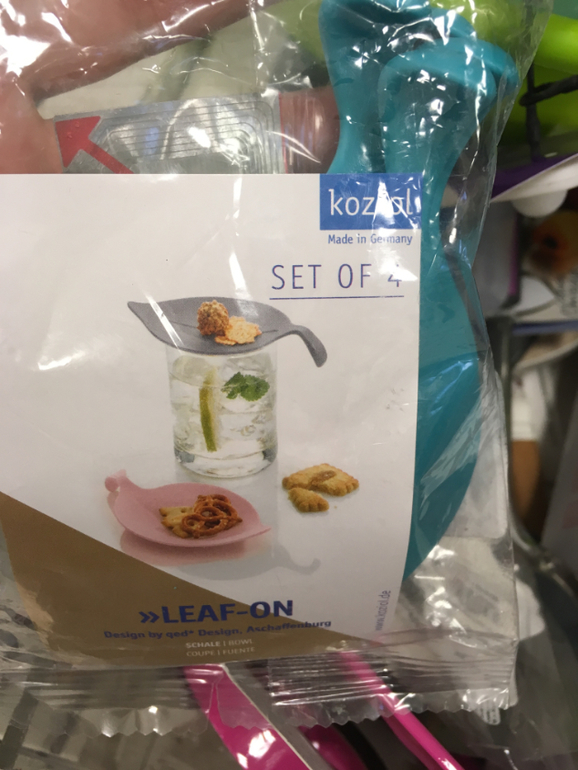 koziol
Made in Germany
SET OF 4
»LEAF-ON
Design by qed* Design, Aschaffenburg
SCHALE | BOWL
COUPE | FUENTE
www.koziol.de